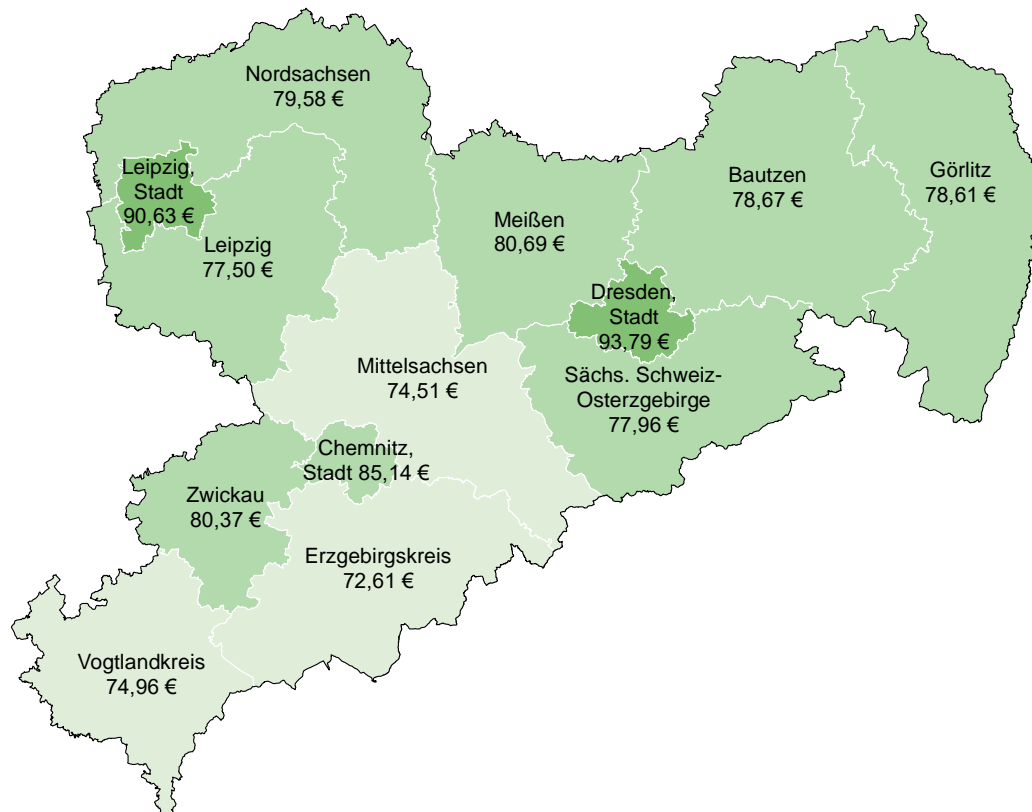 Nordsachsen
79,58 €
Leipzig,
Stadt
90,63 €
Leipzig
77,50 €
Meißen
80,69 €
Bautzen
78,67 €
Görlitz
78,61 €
Dresden,
Stadt
93,79 €
Mittelsachsen
74,51 €
Sächs. Schweiz-
Osterzgebirge
77,96 €
Chemnitz,
Stadt 85,14 €
Zwickau
80,37 €
Erzgebirgskreis
72,61 €
Vogtlandkreis
74,96 €